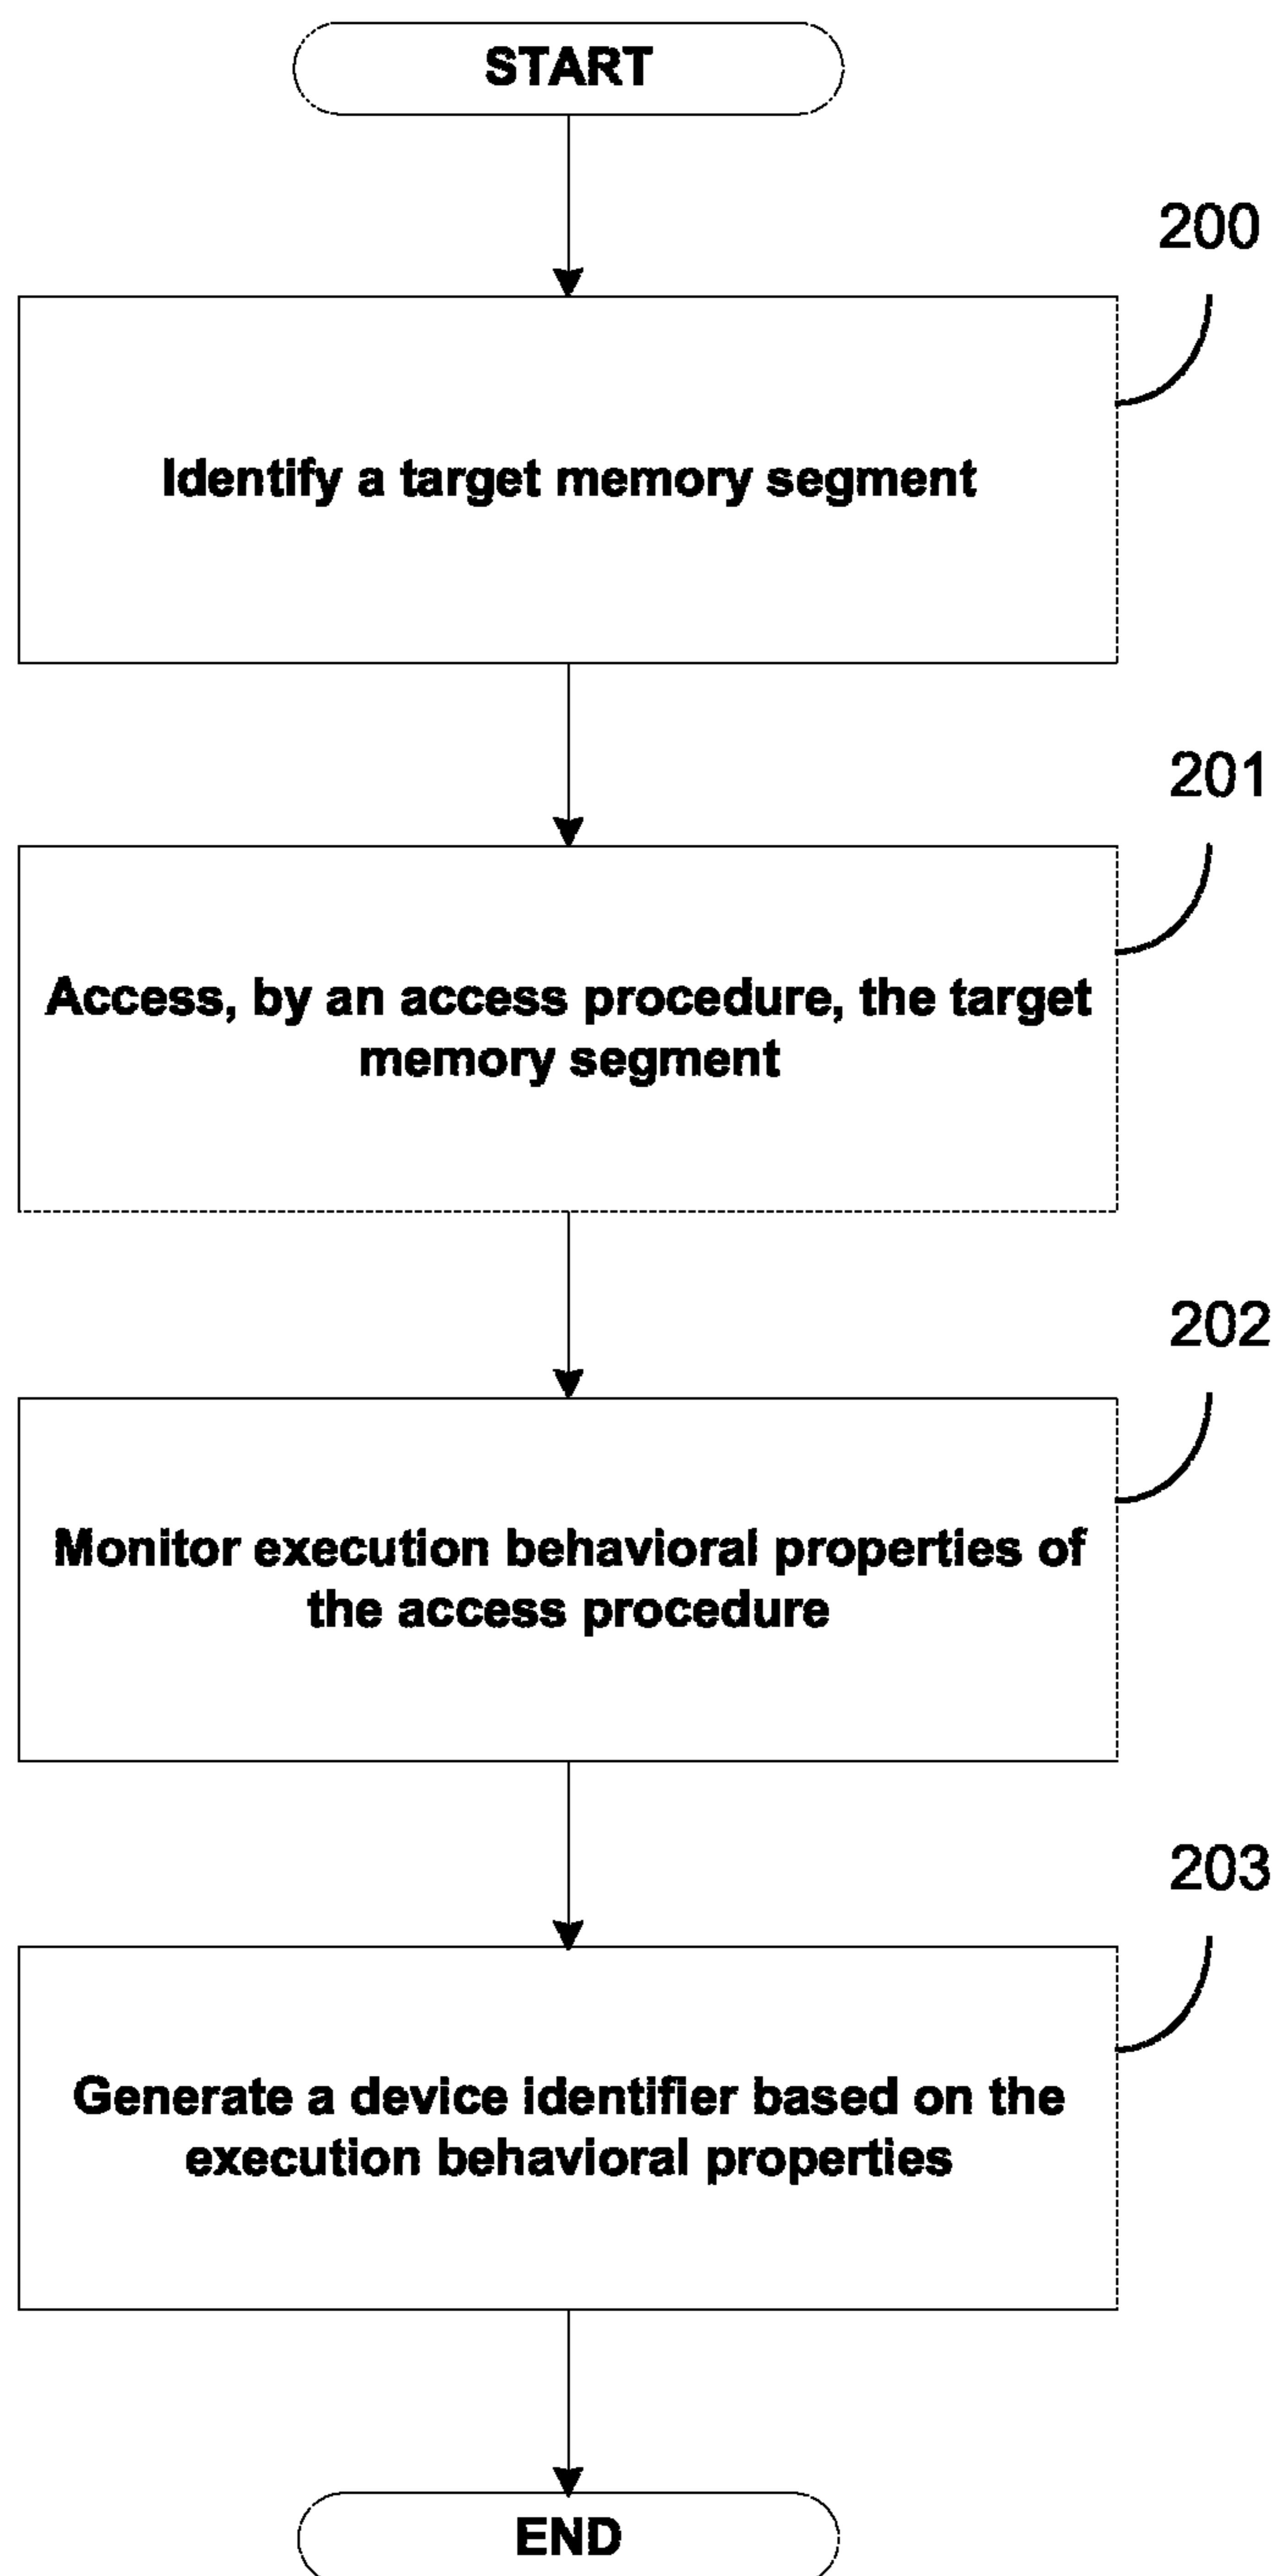 START
200
Identify a target memory segment
201
Access, by an access procedure, the target
memory segment
202
Monitor execution behavioral properties of
the access procedure
203
Generate a device identifier based on the
execution behavioral properties
END